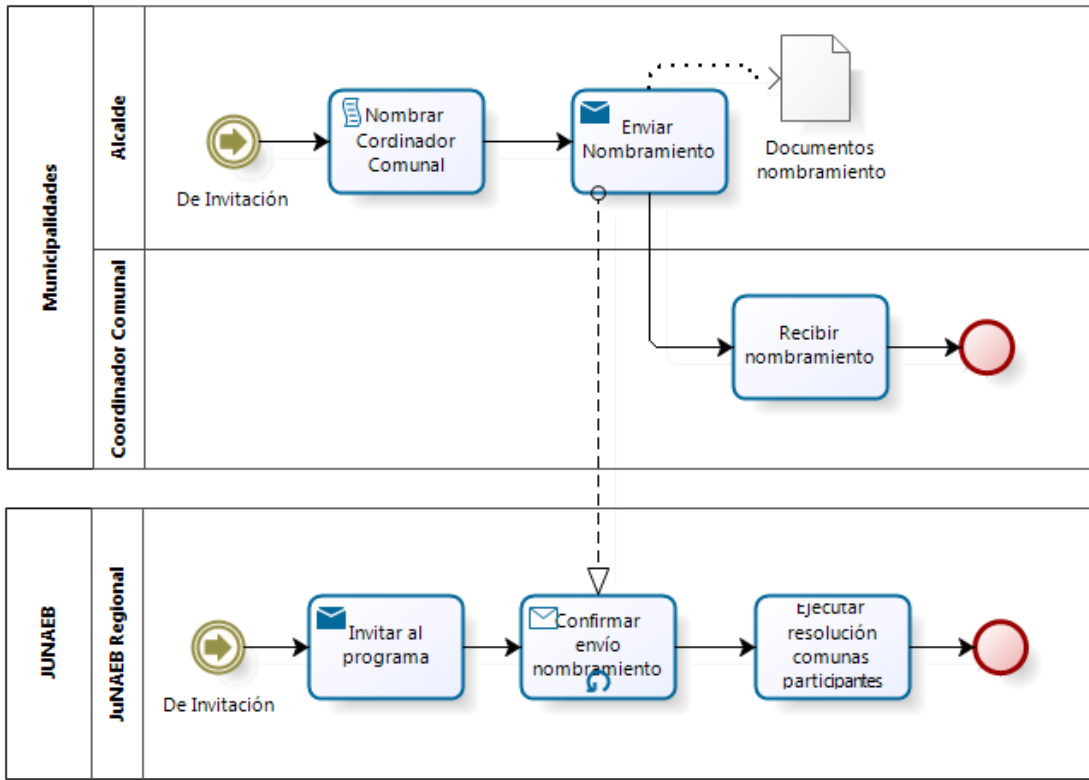 Municipalidades
Alcalde
De Invitación
Nombrar
Cordinador
Comunal
Enviar
Nombramiento
Documentos
nombramiento
Coordinador Comunal
Recibir
nombramiento
JUNAEB
JuNAEB Regional
De Invitación
Invitar al
programa
Confirmar
envío
nombramiento
Ejecutar
resolución
comunas
participantes